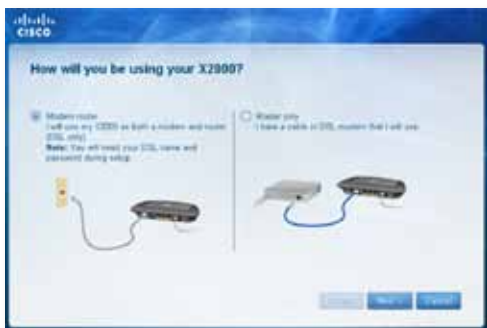 CISCO
How will you be using your X2000?
Modem router
I will use my X2000 as both a modem and router
(DSL only)
Note: You will need your DSL name and
password during setup.
Router only
I have a cable or DSL modem that I will use.
Next
Cancel